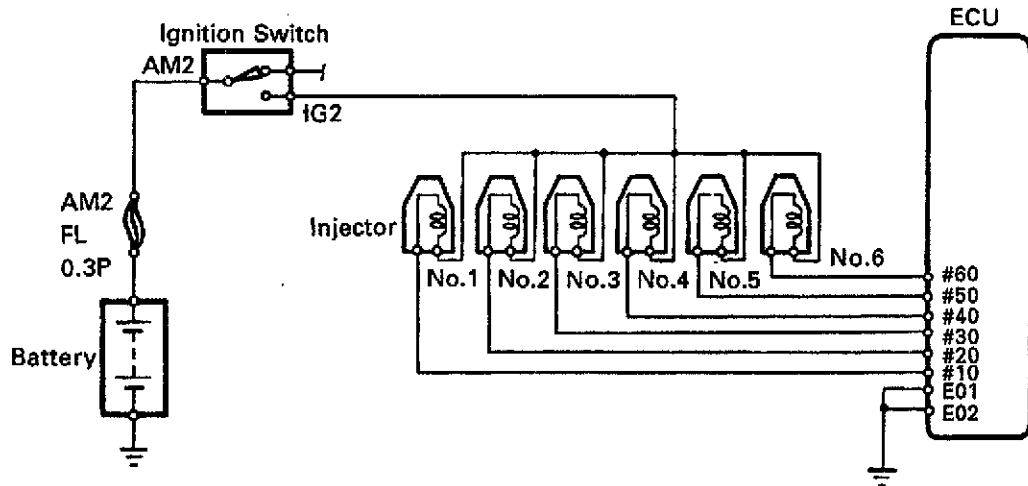 ECU
Ignition Switch
AM2
IG2
AM2
FL
0.3P
Injector
No.1
No.2
No.3
No.4
No.5
No.6
#60
#50
#40
#30
#20
#10
E01
E02
Battery